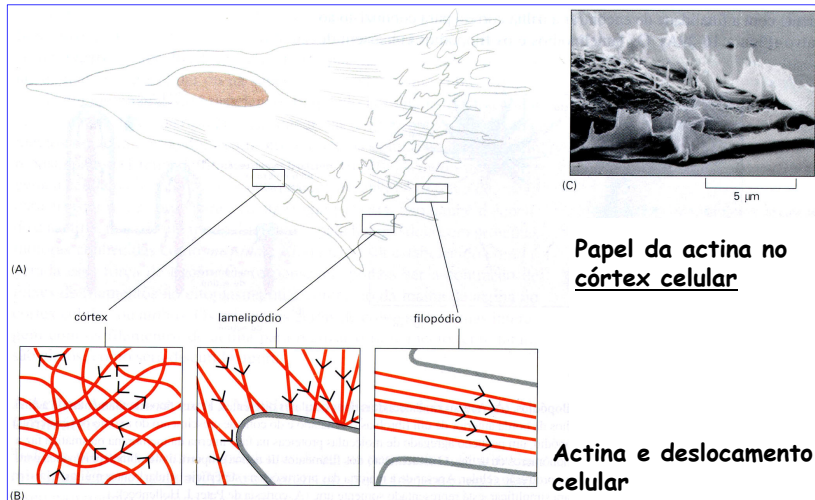 (A)
(C)
5 μm
Papel da actina no
córtex celular
córtex
lamelipódio
filopódio
(B)
Actina e deslocamento
celular